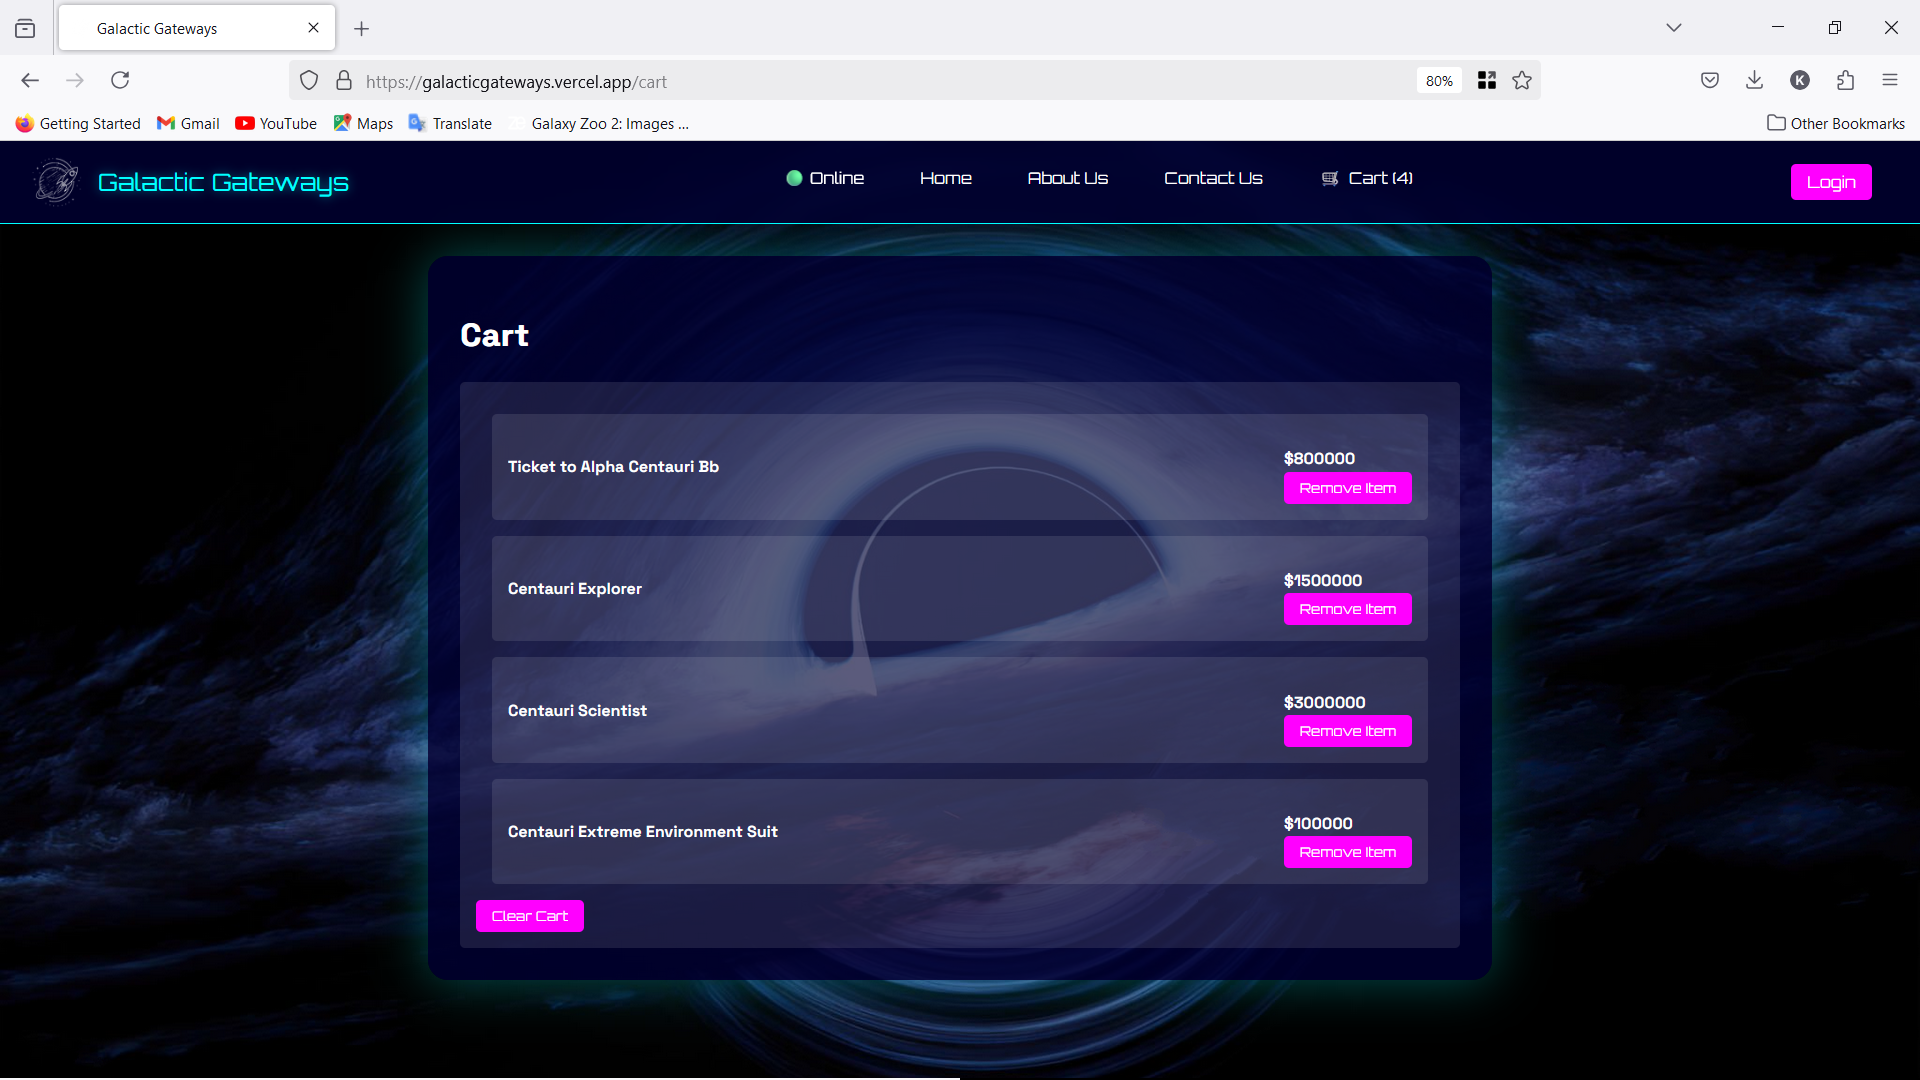 Galactic Gateways
https://galacticgateways.vercel.app/cart
80%
K
Getting Started
Gmail
YouTube
Maps
Translate
Galaxy Zoo 2: Images ...
Other Bookmarks
Galactic Gateways
Online
Home
About Us
Contact Us
Cart (4)
Login
Cart
Ticket to Alpha Centauri Bb
$800000
Remove Item
Centauri Explorer
$1500000
Remove Item
Centauri Scientist
$3000000
Remove Item
Centauri Extreme Environment Suit
$100000
Remove Item
Clear Cart